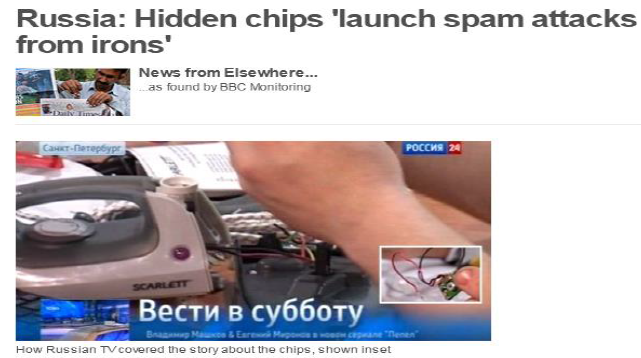 Russia: Hidden chips 'launch spam attacks
from irons'
News from Elsewhere...
...as found by BBC Monitoring
Daily Times
Санкт-Петербург
РОССИЯ 24
SCARLETT
SCARLETT
Вести в субботу
Владимир Машков & Евгений Миронов в новом сериале "Пепел"
How Russian TV covered the story about the chips, shown inset